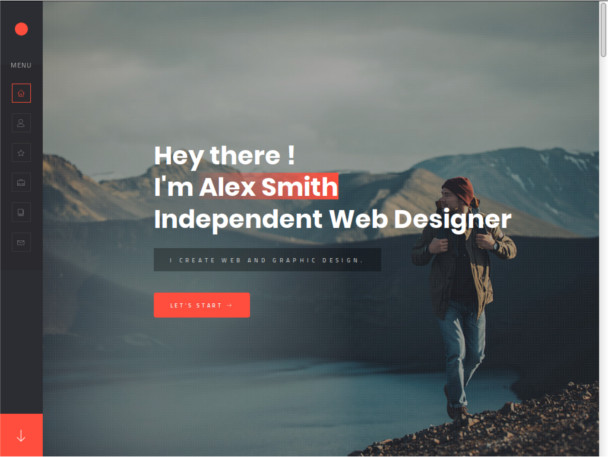 MENU
Hey there !
I'm Alex Smith
Independent Web Designer
I CREATE WEB AND GRAPHIC DESIGN.
LET'S START →